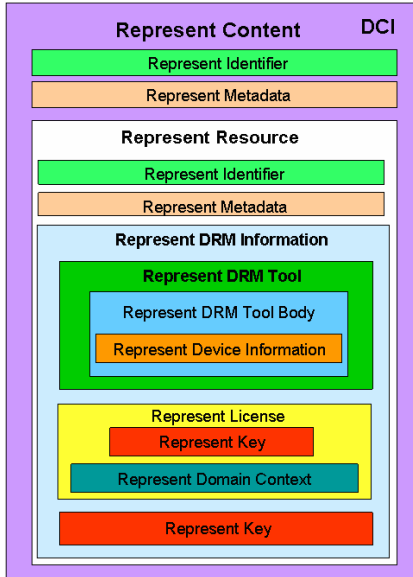 Represent Content DCI
Represent Identifier
Represent Metadata
Represent Resource
Represent Identifier
Represent Metadata
Represent DRM Information
Represent DRM Tool
Represent DRM Tool Body
Represent Device Information
Represent License
Represent Key
Represent Domain Context
Represent Key